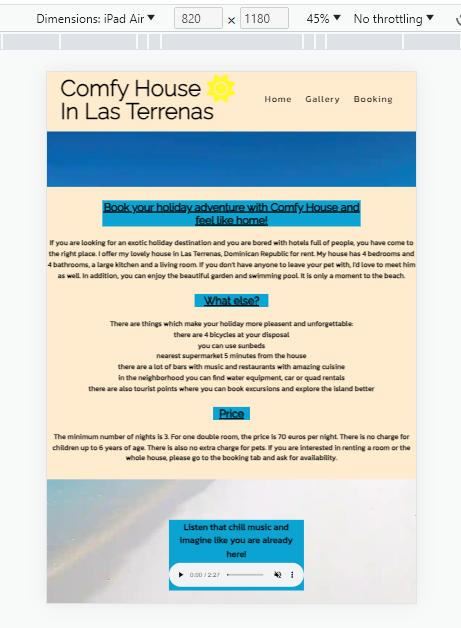 Dimensions: iPad Air 820 × 1180 45% No throttling
Comfy House
In Las Terrenas
Home Gallery Booking
Book your holiday adventure with Comfy House and
feel like home!
If you are looking for an exotic holiday destination and you are bored with hotels full of people, you have come to
the right place. I offer my lovely house in Las Terrenas, Dominican Republic for rent. My house has 4 bedrooms and
4 bathrooms, a large kitchen and a living room. If you don't have anyone to leave your pet with, I'd love to meet him
as well. In addition, you can enjoy the beautiful garden and swimming pool. It is only a moment to the beach.
What else?
There are things which make your holiday more pleasent and unforgettable:
there are 4 bicycles at your disposal
you can use sunbeds
nearest supermarket 5 minutes from the house
there are a lot of bars with music and restaurants with amazing cuisine
in the neighborhood you can find water equipment, car or quad rentals
there are also tourist points where you can book excursions and explore the island better
Price
The minimum number of nights is 3. For one double room, the price is 70 euros per night. There is no charge for
children up to 6 years of age. There is also no extra charge for pets. If you are interested in renting a room or the
whole house, please go to the booking tab and ask for availability.
Listen that chill music and
imagine like you are already
here!
0:00 / 2:27